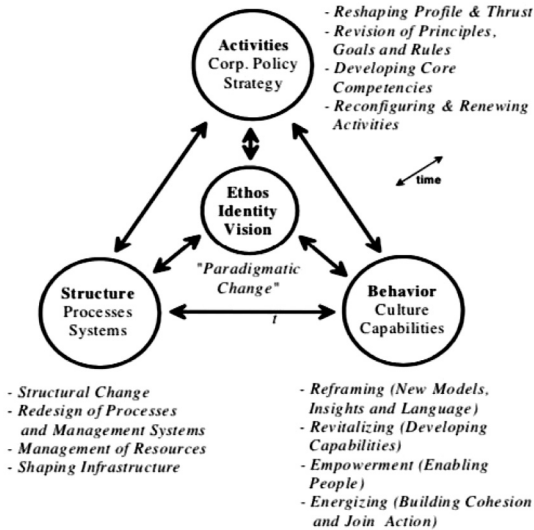 Activities
Corp. Policy
Strategy
- Reshaping Profile & Thrust
- Revision of Principles,
Goals and Rules
- Developing Core
Competencies
- Reconfiguring & Renewing
Activities
time
Ethos
Identity
Vision
"Paradigmatic
Change"
Structure
Processes
Systems
t
Behavior
Culture
Capabilities
- Structural Change
- Redesign of Processes
and Management Systems
- Management of Resources
- Shaping Infrastructure
- Reframing (New Models,
Insights and Language)
- Revitalizing (Developing
Capabilities)
- Empowerment (Enabling
People)
- Energizing (Building Cohesion
and Join Action)